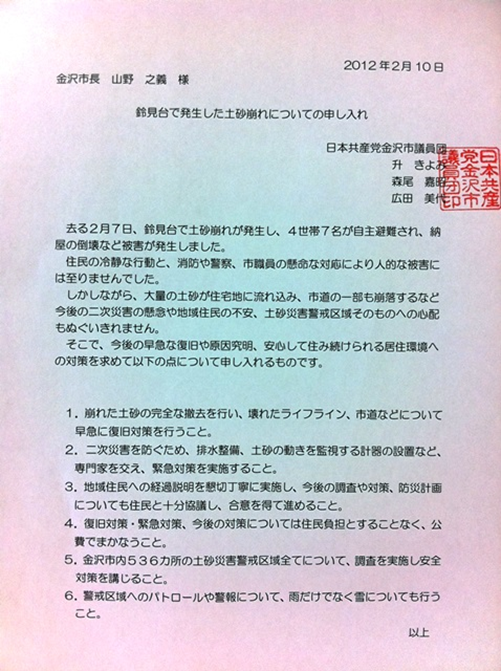 2012年2月10日
金沢市長　山野　之義　様
鈴見台で発生した土砂崩れについての申し入れ
日本共産党金沢市議員団
升　きよみ
森尾　嘉昭
広田　美代
日本共産
党金沢市
議員団印
去る2月7日、鈴見台で土砂崩れが発生し、4世帯7名が自主避難され、納
屋の倒壊など被害が発生しました。
住民の冷静な行動と、消防や警察、市職員の懸命な対応により人的な被害に
は至りませんでした。
しかしながら、大量の土砂が住宅地に流れ込み、市道の一部も崩落するなど
今後の二次災害の懸念や地域住民の不安、土砂災害警戒区域そのものへの心配
もぬぐいきれません。
そこで、今後の早急な復旧や原因究明、安心して住み続けられる居住環境へ
の対策を求めて以下の点について申し入れるものです。
1．崩れた土砂の完全な撤去を行い、壊れたライフライン、市道などについて
早急に復旧対策を行うこと。
2．二次災害を防ぐため、排水整備、土砂の動きを監視する計器の設置など、
専門家を交え、緊急対策を実施すること。
3．地域住民への経過説明を懇切丁寧に実施し、今後の調査や対策、防災計画
についても住民と十分協議し、合意を得て進めること。
4．復旧対策・緊急対策、今後の対策については住民負担とすることなく、公
費でまかなうこと。
5．金沢市内536カ所の土砂災害警戒区域全てについて、調査を実施し安全
対策を講じること。
6．警戒区域へのパトロールや警報について、雨だけでなく雪についても行う
こと。
以上